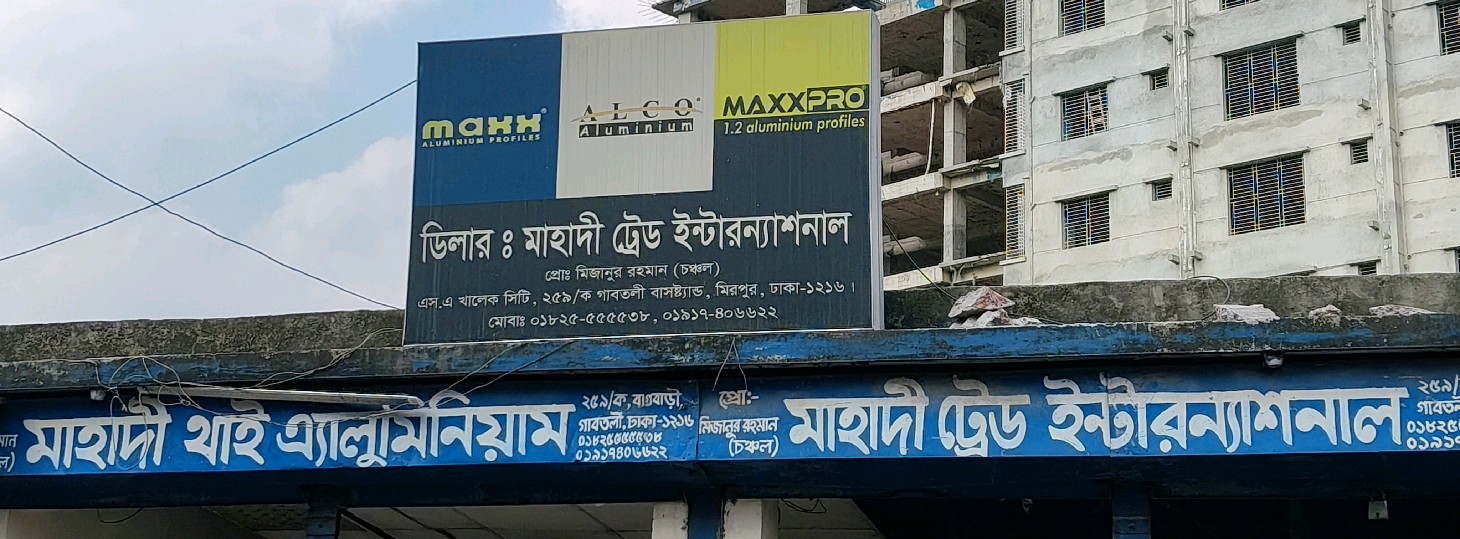 maxx
ALUMINIUM PROFILES
ALCO
Aluminium
MAXXPRO
1.2 aluminium profiles
ডিলার ঃ মাহাদী ট্রেড ইন্টারন্যাশনাল
প্রোঃ মিজানুর রহমান (চঞ্চল)
এস.এ খালেক সিটি, ২৫৯/ক গাবতলী বাসষ্ট্যান্ড, মিরপুর, ঢাকা-১২১৬।
মোবাঃ ০১৮২৫-৫৫৫৫৩৮, ০১৯১৭-৪০৬৬২২
মাহাদী থাই এ্যালুমিনিয়াম
২৫৯/ক, বাগবাড়ী,
গাবতলী, ঢাকা-১২১৬
০১৮২৫৫৫৫৫৩৮
০১৯১৭৪০৬৬২২
প্রো:-
মিজানুর রহমান
(চঞ্চল)
মাহাদী ট্রেড ইন্টারন্যাশনাল